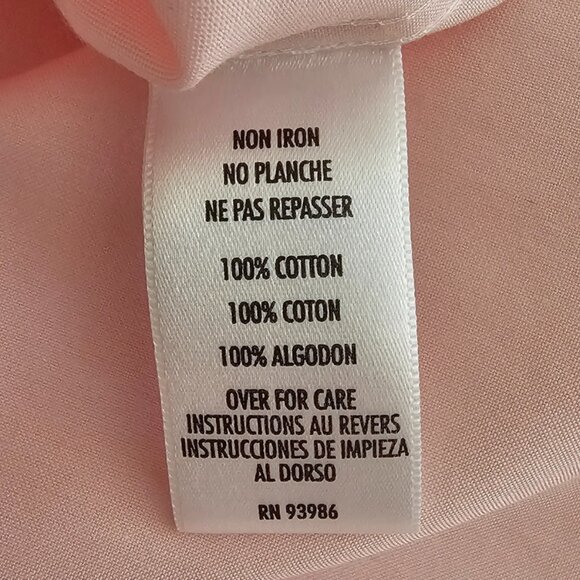 NON IRON
NO PLANCHE
NE PAS REPASSER
100% COTTON
100% COTON
100% ALGODON
OVER FOR CARE
INSTRUCTIONS AU REVERS
INSTRUCCIONES DE IMPIEZA
AL DORSO
RN 93986